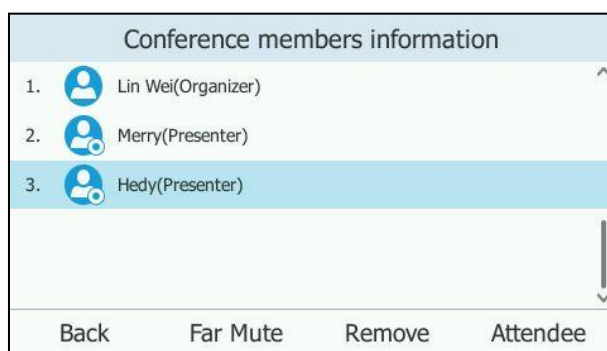 Conference members information
1. Lin Wei(Organizer)
2. Merry(Presenter)
3. Hedy(Presenter)
Back Far Mute Remove Attendee